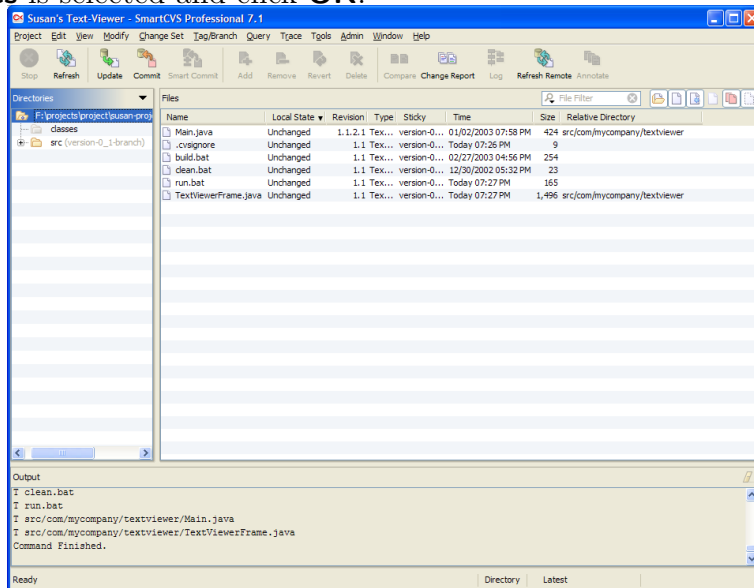 s is selected and click OK.
Susan's Text-Viewer - SmartCVS Professional 7.1
Project Edit View Modify Change Set Tag/Branch Query Trace Tools Admin Window Help
Stop Refresh Update Commit Smart Commit Add Remove Revert Delete Compare Change Report Log Refresh Remote Annotate
Directories Files File Filter
F:\projects\project\susan-proj
classes
src (version-0_1-branch)
Name Local State Revision Type Sticky Time Size Relative Directory
Main.java Unchanged 1.1.2.1 Tex... version-0... 01/02/2003 07:58 PM 424 src/com/mycompany/textviewer
.cvsignore Unchanged 1.1 Tex... version-0... Today 07:26 PM 9
build.bat Unchanged 1.1 Tex... version-0... 02/27/2003 04:56 PM 254
clean.bat Unchanged 1.1 Tex... version-0... 12/30/2002 05:32 PM 23
run.bat Unchanged 1.1 Tex... version-0... Today 07:27 PM 165
TextViewerFrame.java Unchanged 1.1 Tex... version-0... Today 07:27 PM 1,496 src/com/mycompany/textviewer
Output
T clean.bat
T run.bat
T src/com/mycompany/textviewer/Main.java
T src/com/mycompany/textviewer/TextViewerFrame.java
Command Finished.
Ready Directory Latest